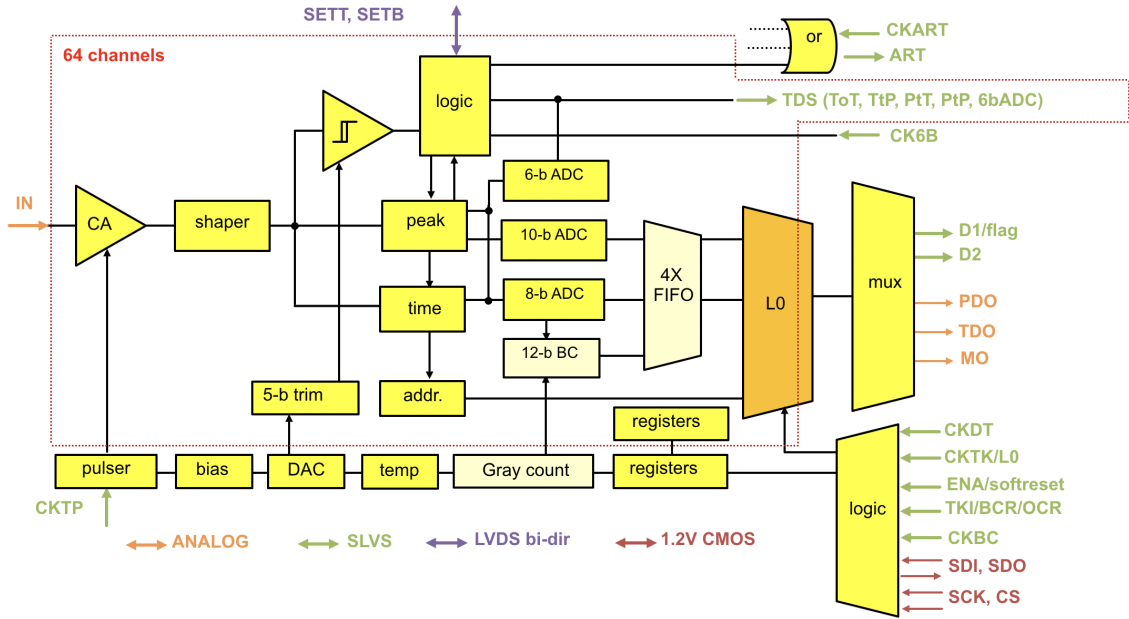 SETT, SETB
CKART
or
ART
64 channels
logic
TDS (ToT, TtP, PtT, PtP, 6bADC)
CK6B
6-b ADC
IN
CA
shaper
peak
10-b ADC
D1/flag
D2
4X
FIFO
mux
L0
time
8-b ADC
PDO
TDO
12-b BC
MO
5-b trim
addr.
registers
CKDT
pulser
bias
DAC
temp
Gray count
registers
CKTK/L0
ENA/softreset
CKTP
logic
TKI/BCR/OCR
ANALOG
SLVS
LVDS bi-dir
1.2V CMOS
CKBC
SDI, SDO
SCK, CS